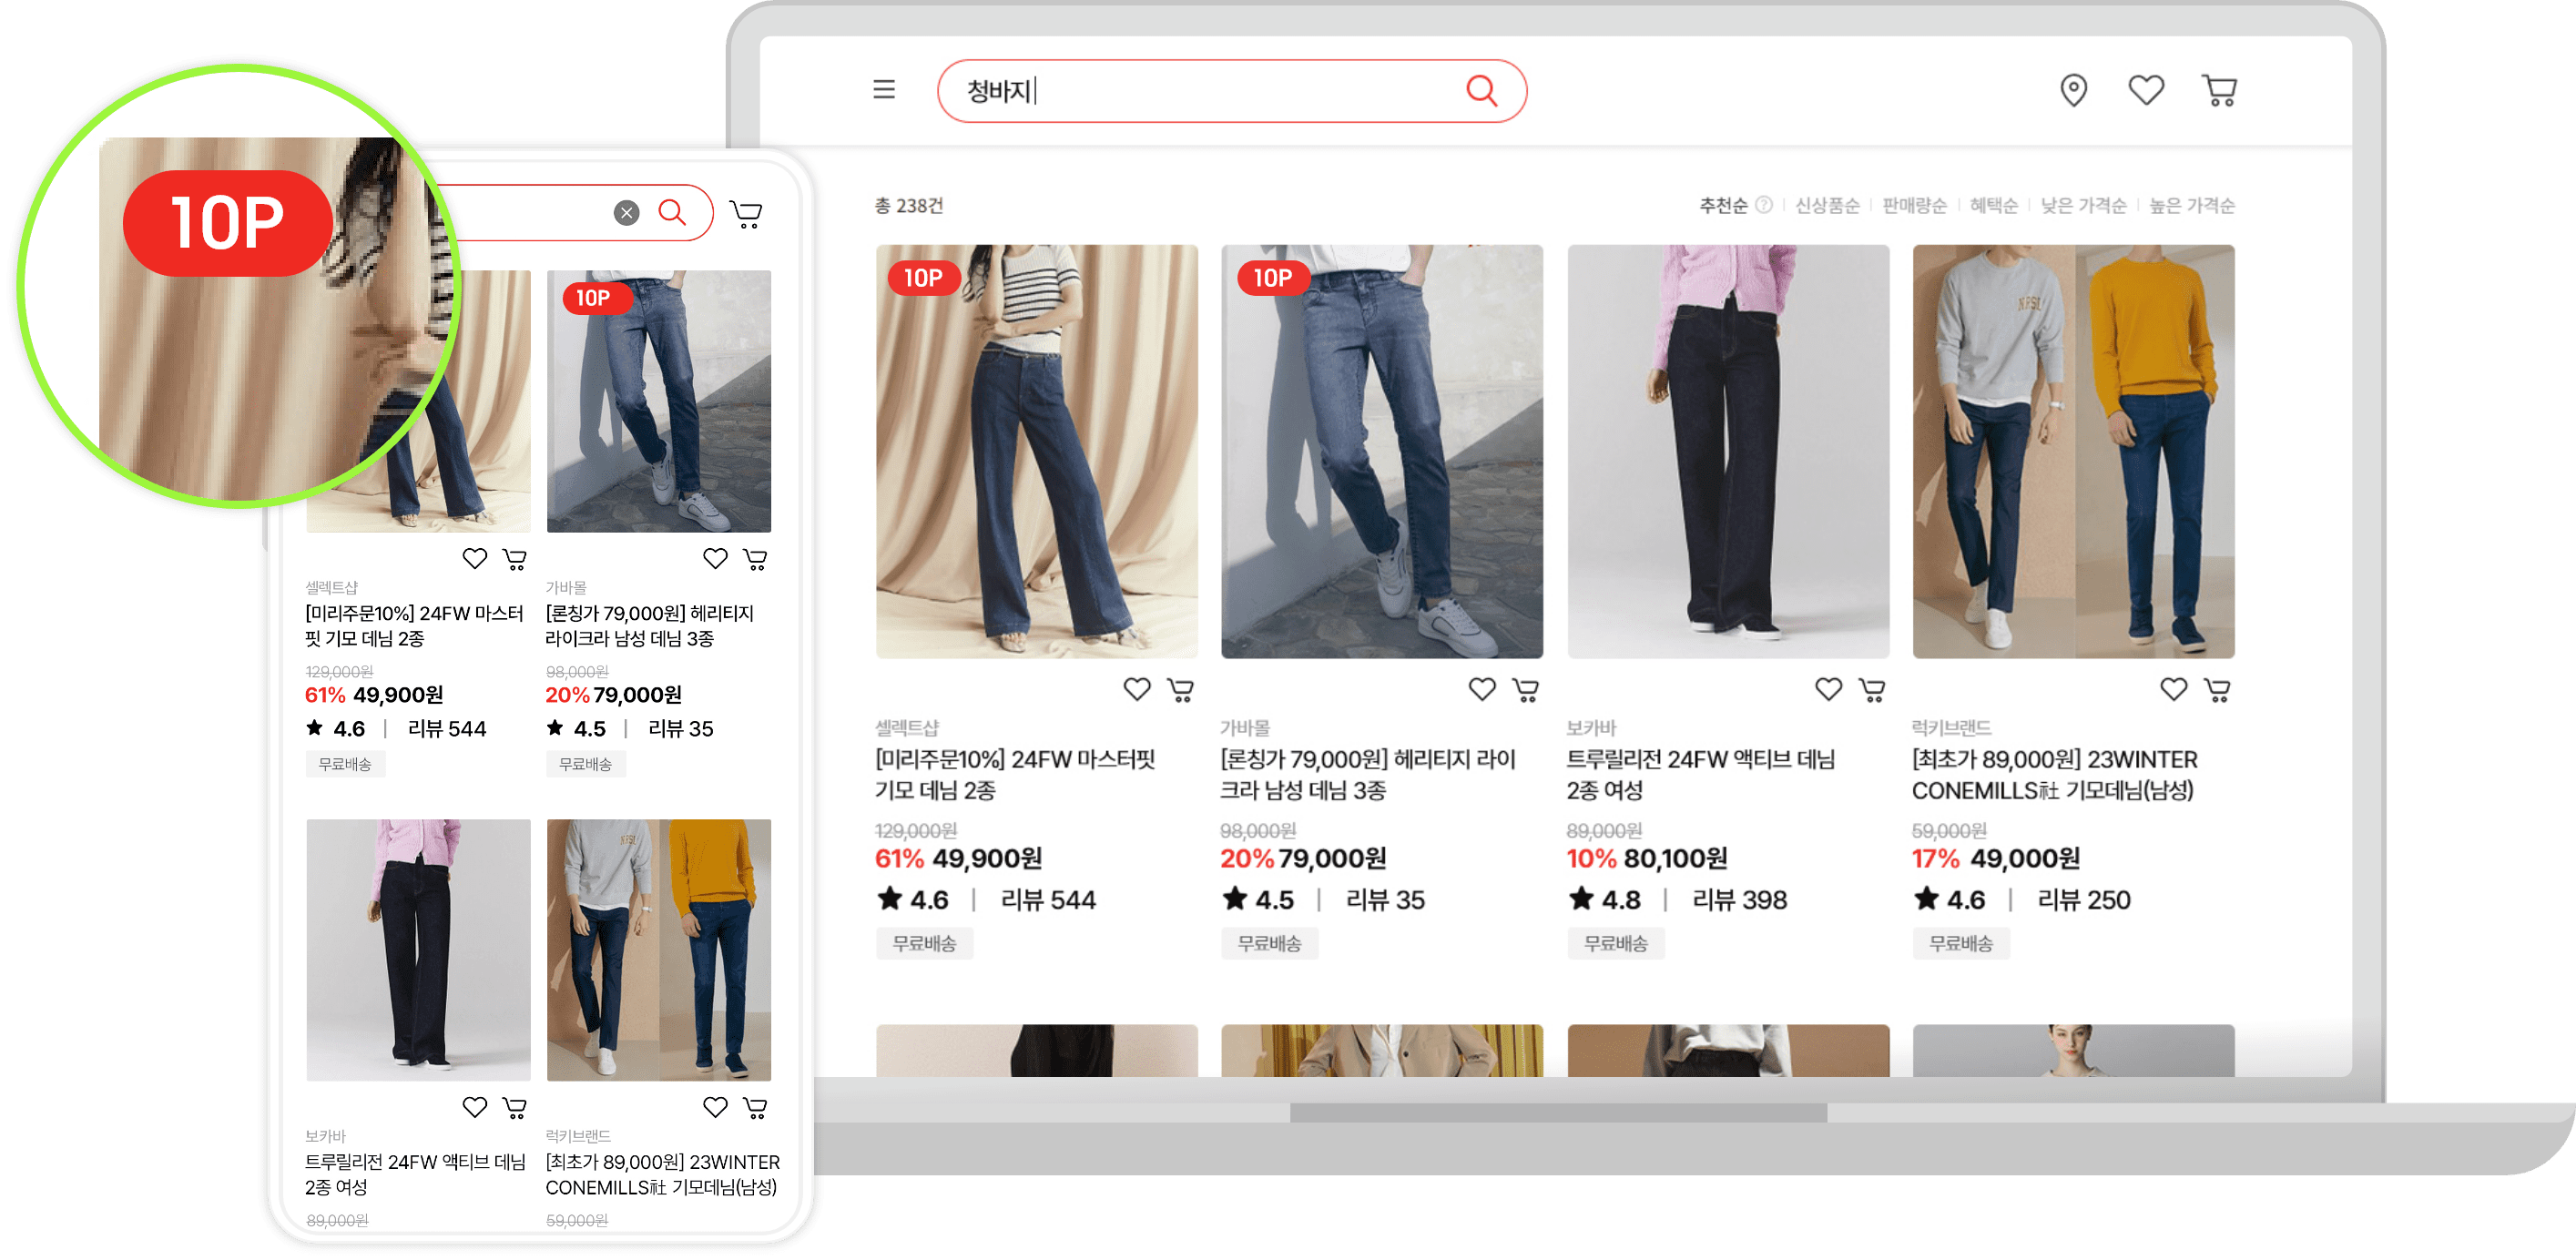 10P
10P
셀렉트샵
[미리주문10%] 24FW 마스터
핏 기모 데님 2종
129,000원
61% 49,900원
★ 4.6 | 리뷰 544
무료배송
가바몰
[론칭가 79,000원] 헤리티지
라이크라 남성 데님 3종
98,000원
20% 79,000원
★ 4.5 | 리뷰 35
무료배송
보카바
트루릴리전 24FW 액티브 데님
2종 여성
89,000원
럭키브랜드
[최초가 89,000원] 23WINTER
CONEMILLS社 기모데님(남성)
59,000원
청바지
총 238건
추천순 ? | 신상품순 | 판매량순 | 혜택순 | 낮은 가격순 | 높은 가격순
10P
10P
NPSL
셀렉트샵
[미리주문10%] 24FW 마스터핏
기모 데님 2종
129,000원
61% 49,900원
★ 4.6 | 리뷰 544
무료배송
가바몰
[론칭가 79,000원] 헤리티지 라이
크라 남성 데님 3종
98,000원
20% 79,000원
★ 4.5 | 리뷰 35
무료배송
보카바
트루릴리전 24FW 액티브 데님
2종 여성
89,000원
10% 80,100원
★ 4.8 | 리뷰 398
무료배송
럭키브랜드
[최초가 89,000원] 23WINTER
CONEMILLS社 기모데님(남성)
59,000원
17% 49,000원
★ 4.6 | 리뷰 250
무료배송